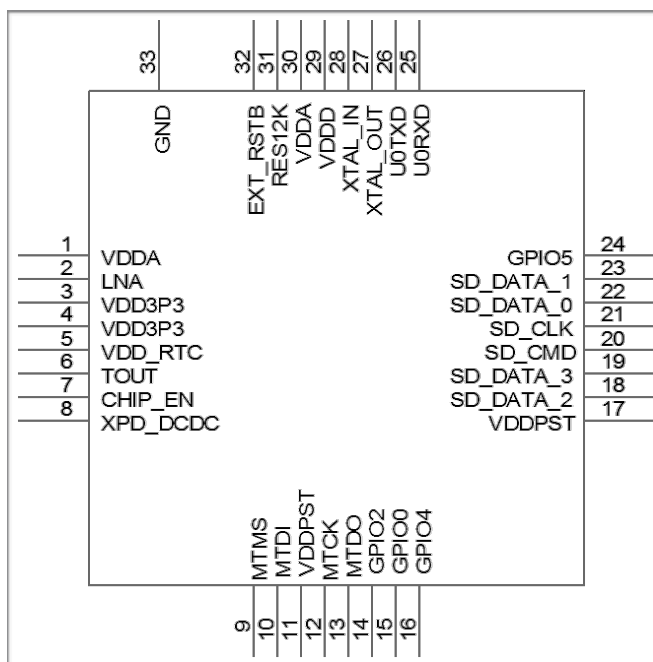 33
32
31
30
29
28
27
26
25
GND
EXT_RSTB
RES12K
VDDA
VDDD
XTAL_IN
XTAL_OUT
U0TXD
U0RXD
1 VDDA
2 LNA
3 VDD3P3
4 VDD3P3
5 VDD_RTC
6 TOUT
7 CHIP_EN
8 XPD_DCDC
GPIO5 24
SD_DATA_1 23
SD_DATA_0 22
SD_CLK 21
SD_CMD 20
SD_DATA_3 19
SD_DATA_2 18
VDDPST 17
MTMS
MTDI
VDDPST
MTCK
MTDO
GPIO2
GPIO0
GPIO4
9
10
11
12
13
14
15
16